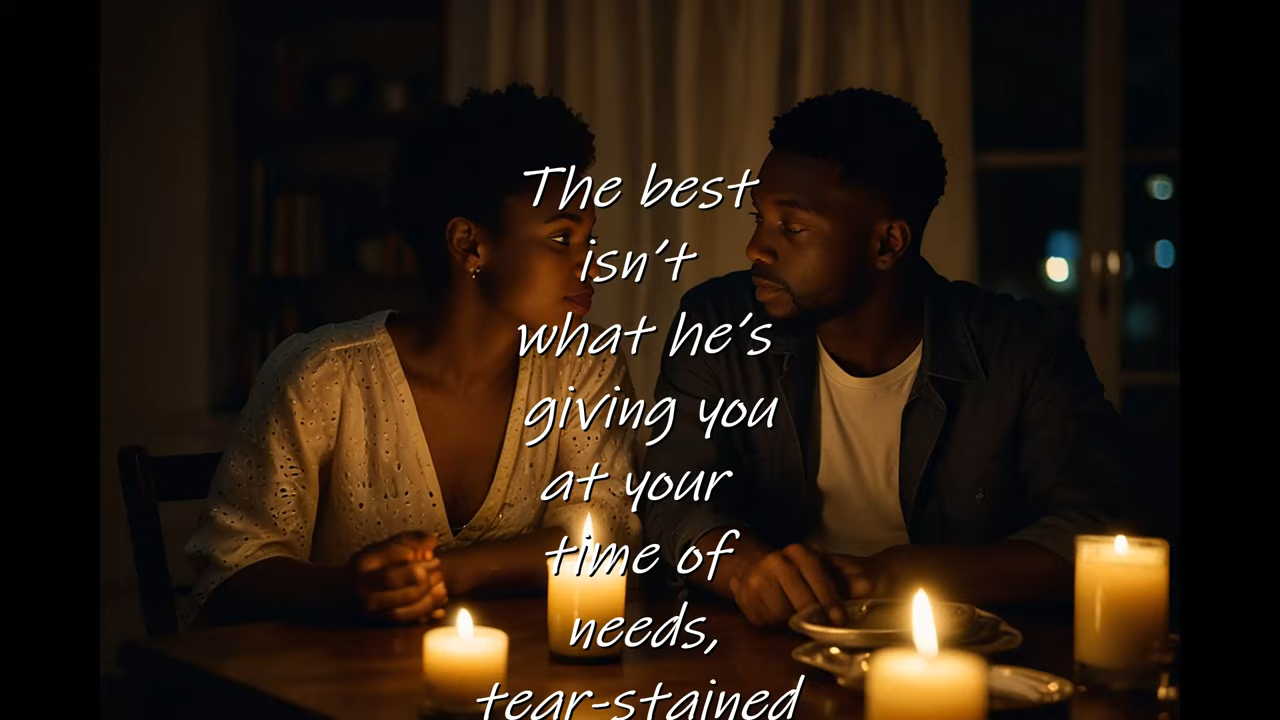 The best
isn't
what he's
giving you
at your
time of
needs,
tear-stained